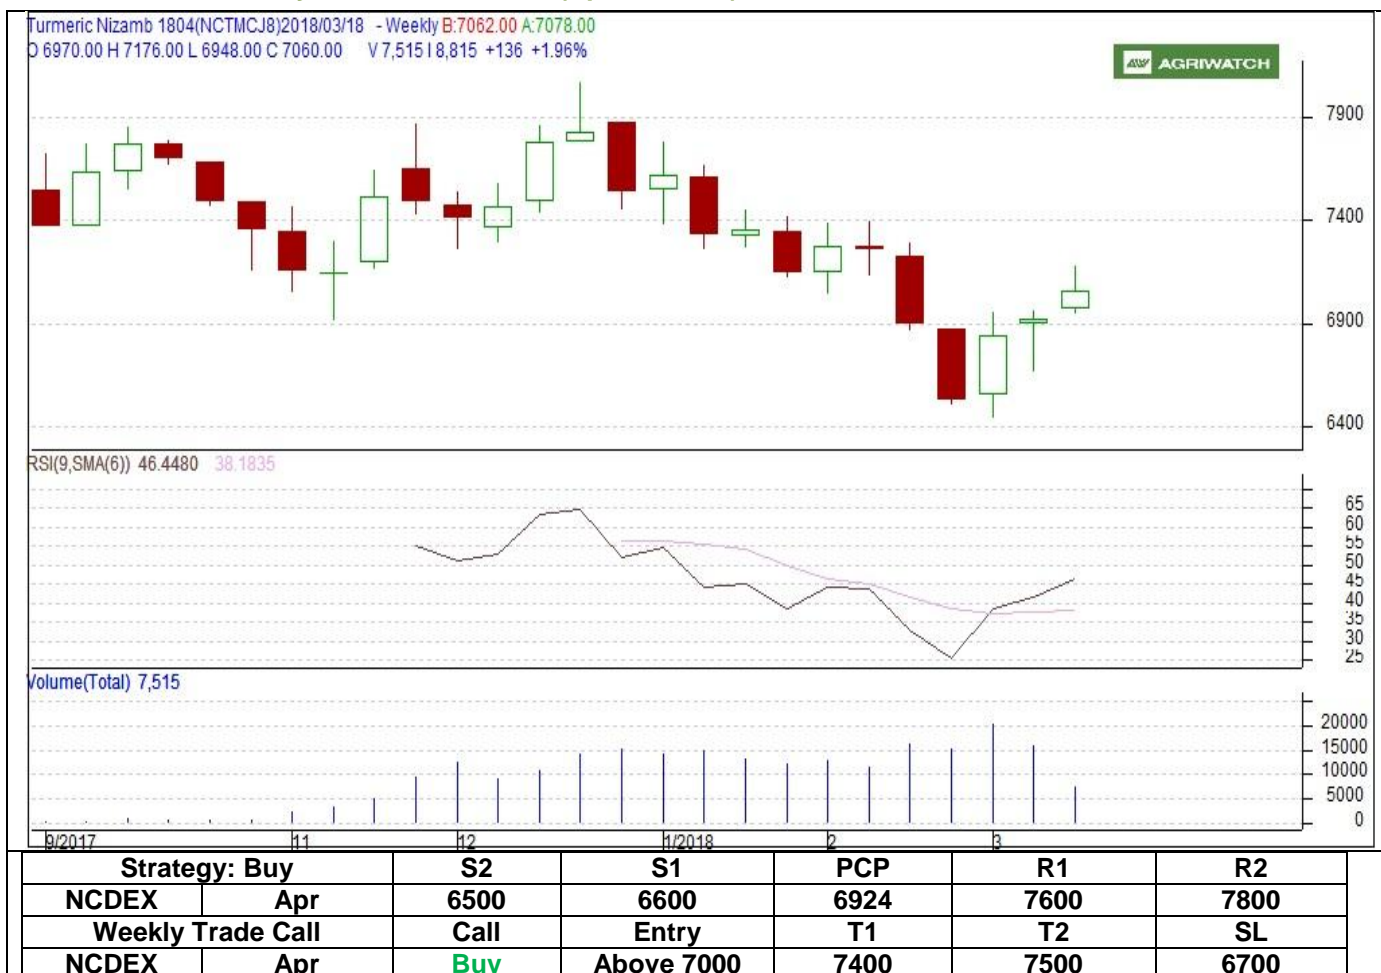 Turmeric Nizamb 1804(NCTMCJ8)2018/03/18 - Weekly B:7062.00 A:7078.00
O 6970.00 H 7176.00 L 6948.00 C 7060.00 V 7,515 I 8,815 +136 +1.96%
AW AGRIWATCH
7900
7400
6900
6400
RSI(9,SMA(6)) 46.4480 38.1835
65
60
55
50
45
40
35
30
25
Volume(Total) 7,515
20000
15000
10000
5000
0
9/2017 11 12 1/2018 2 3
Strategy: Buy S2 S1 PCP R1 R2
NCDEX Apr 6500 6600 6924 7600 7800
Weekly Trade Call Call Entry T1 T2 SL
NCDEX Apr Buy Above 7000 7400 7500 6700